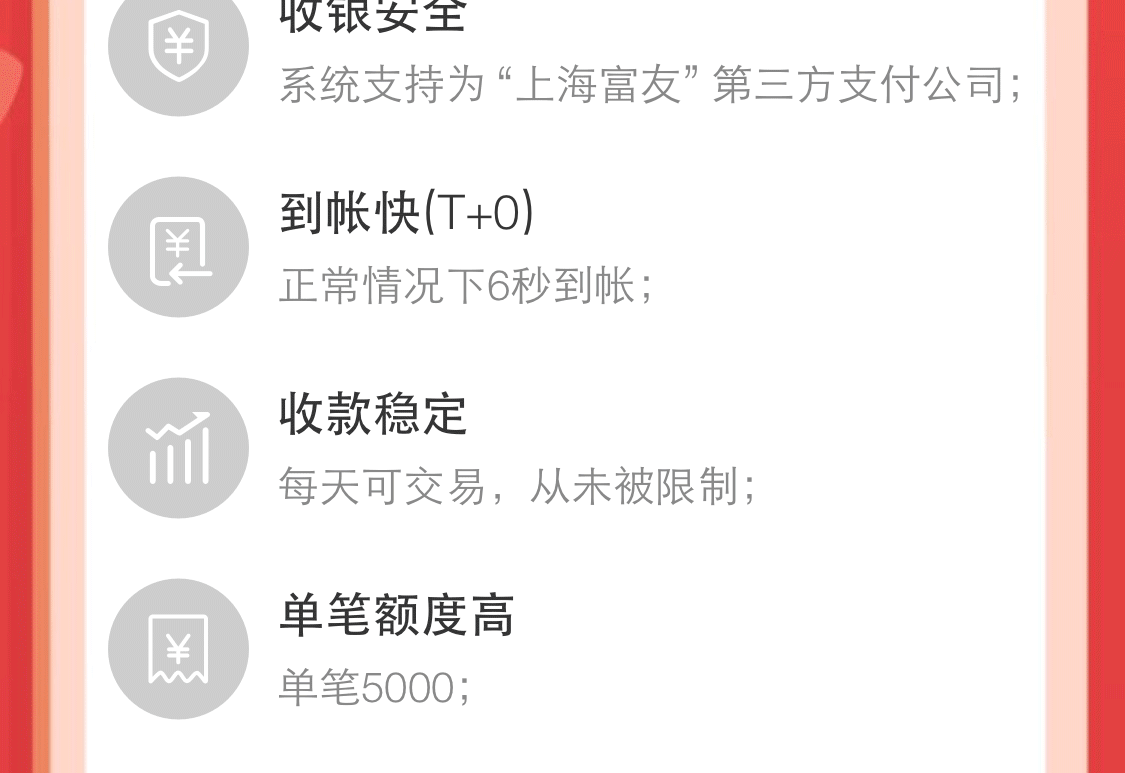 收银安全
系统支持为“上海富友”第三方支付公司；
到帐快(T+0)
正常情况下6秒到帐；
收款稳定
每天可交易，从未被限制；
单笔额度高
单笔5000；